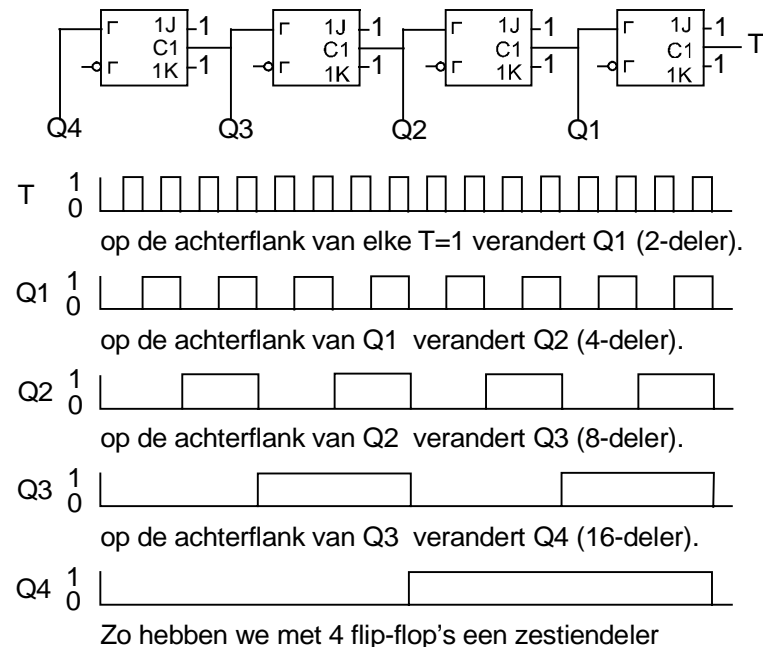 1J 1 1J 1 1J 1 1J 1
C1 C1 C1 C1 T
1K 1 1K 1 1K 1 1K 1
Q4 Q3 Q2 Q1
T 1
0
op de achterflank van elke T=1 verandert Q1 (2-deler).
Q1 1
0
op de achterflank van Q1 verandert Q2 (4-deler).
Q2 1
0
op de achterflank van Q2 verandert Q3 (8-deler).
Q3 1
0
op de achterflank van Q3 verandert Q4 (16-deler).
Q4 1
0
Zo hebben we met 4 flip-flop's een zestiendeler